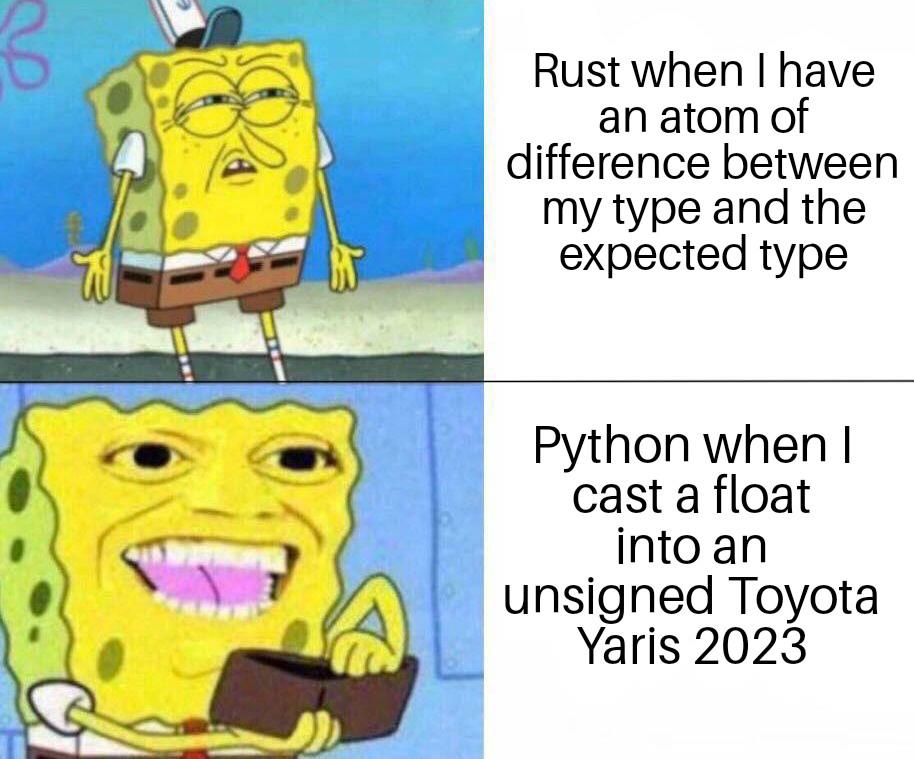 Rust when I have
an atom of
difference between
my type and the
expected type
Python when I
cast a float
into an
unsigned Toyota
Yaris 2023